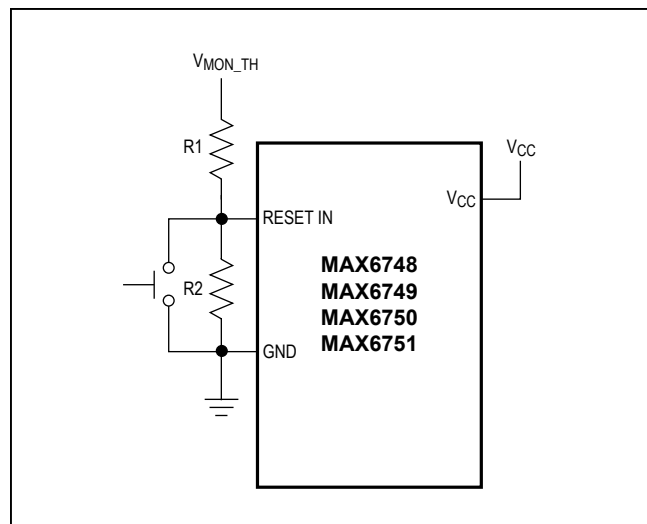 VMON_TH
R1
RESET IN
VCC
VCC
R2
MAX6748
MAX6749
MAX6750
MAX6751
GND